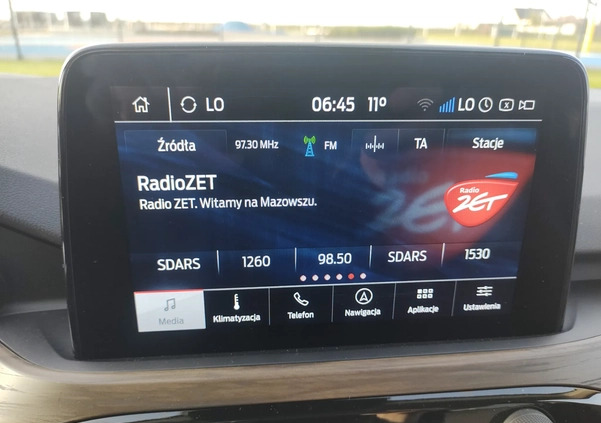 LO 06:45 11° LO
Źródła 97.30 MHz FM TA Stacje
RadioZET
Radio ZET. Witamy na Mazowszu.
Radio
ZET
SDARS 1260 98.50 SDARS 1530
Media Klimatyzacja Telefon Nawigacja Aplikacje Ustawienia